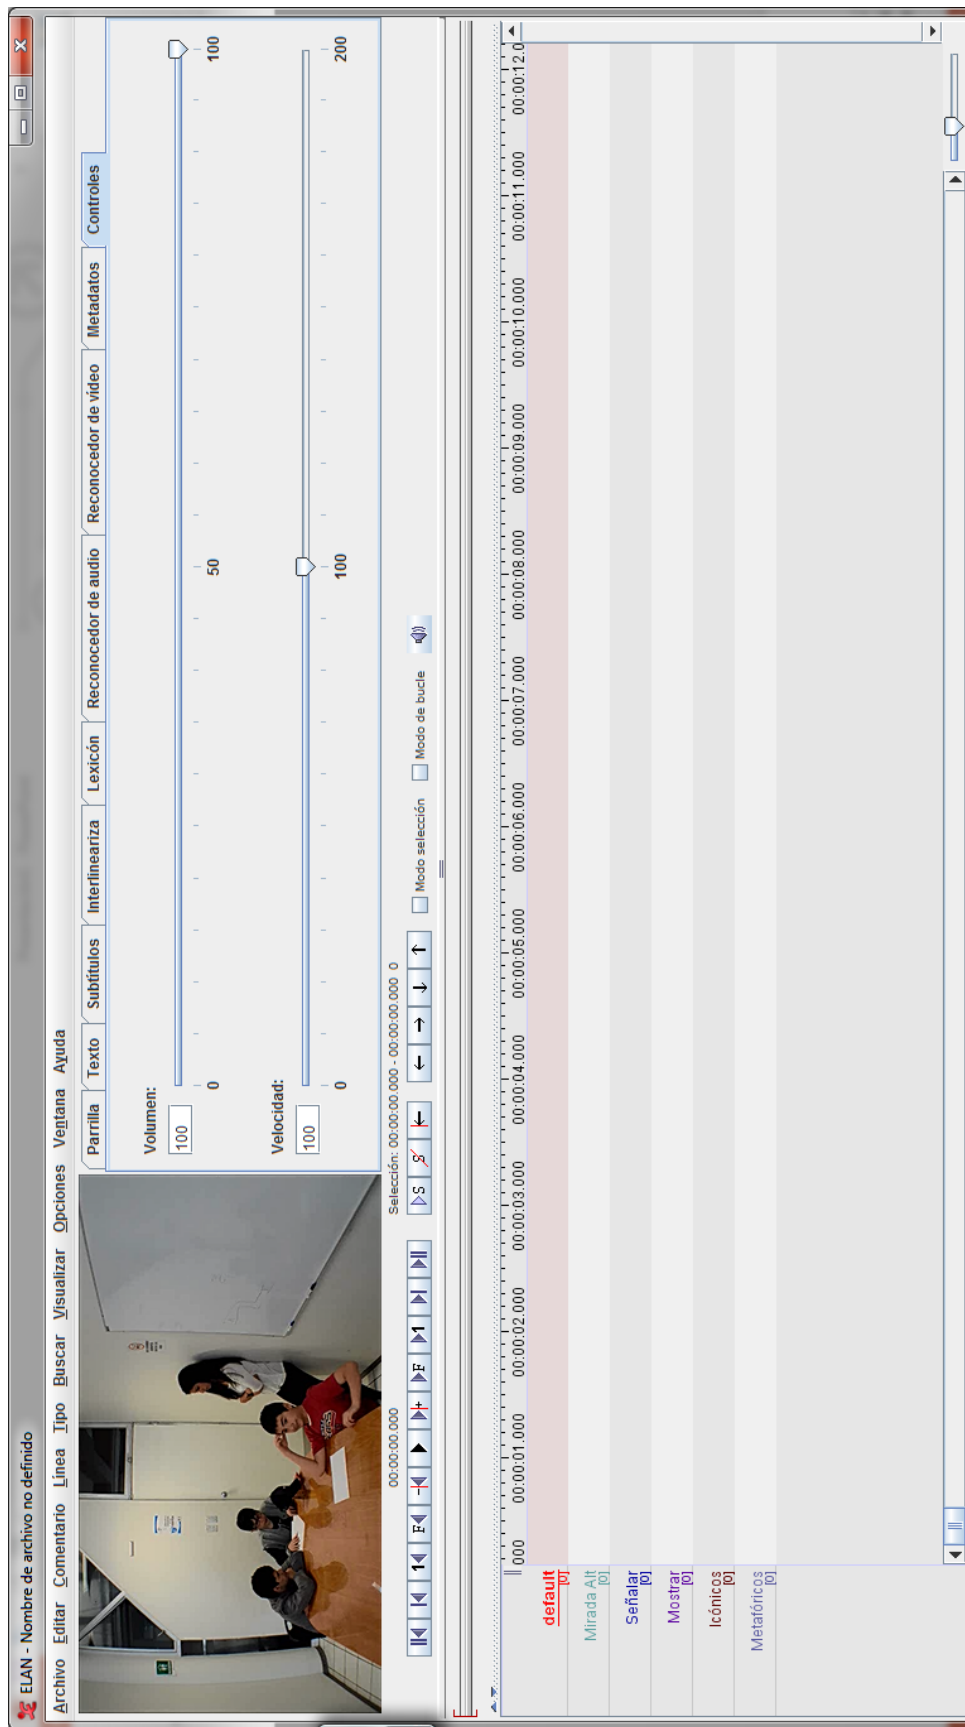 ELAN - Nombre de archivo no definido
Archivo Editar Comentario Línea Tipo Buscar Visualizar Opciones Ventana Ayuda
Parrilla Texto Subtítulos Interlineariza Lexicón Reconocedor de audio Reconocedor de vídeo Metadatos Controles
Volumen:
100
0 50 100
Velocidad:
100
0 100 200
00:00:00.000
Selección: 00:00:00.000 - 00:00:00.000 0
1 F F 1 S S
Modo selección Modo de bucle
000 00:00:01.000 00:00:02.000 00:00:03.000 00:00:04.000 00:00:05.000 00:00:06.000 00:00:07.000 00:00:08.000 00:00:09.000 00:00:10.000 00:00:11.000 00:00:12.0
default
[0]
Mirada Alt
[0]
Señalar
[0]
Mostrar
[0]
Icónicos
[0]
Metafóricos
[0]